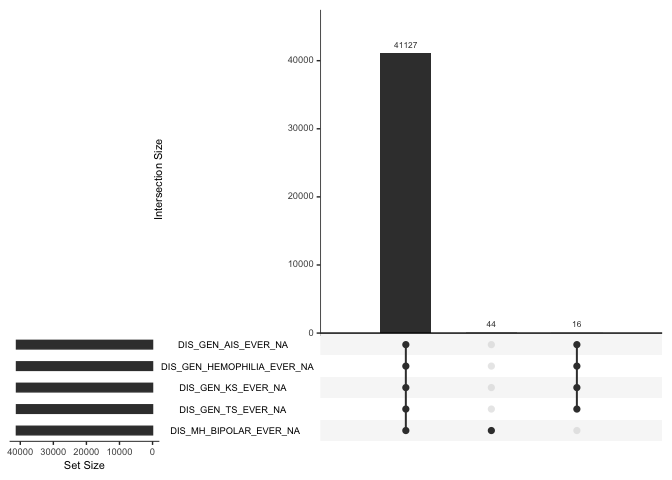 41127
40000
30000
Intersection Size
20000
10000
44
16
0
DIS_GEN_AIS_EVER_NA
DIS_GEN_HEMOPHILIA_EVER_NA
DIS_GEN_KS_EVER_NA
DIS_GEN_TS_EVER_NA
DIS_MH_BIPOLAR_EVER_NA
40000 30000 20000 10000 0
Set Size